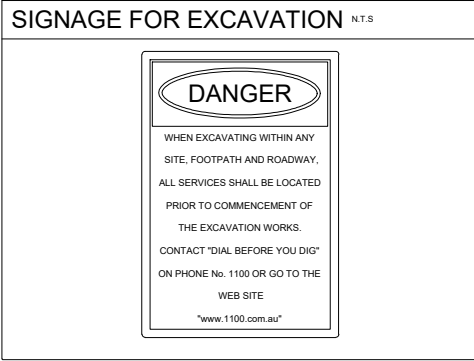 SIGNAGE FOR EXCAVATION N.T.S
DANGER
WHEN EXCAVATING WITHIN ANY
SITE, FOOTPATH AND ROADWAY,
ALL SERVICES SHALL BE LOCATED
PRIOR TO COMMENCEMENT OF
THE EXCAVATION WORKS.
CONTACT "DIAL BEFORE YOU DIG"
ON PHONE No. 1100 OR GO TO THE
WEB SITE
"www.1100.com.au"